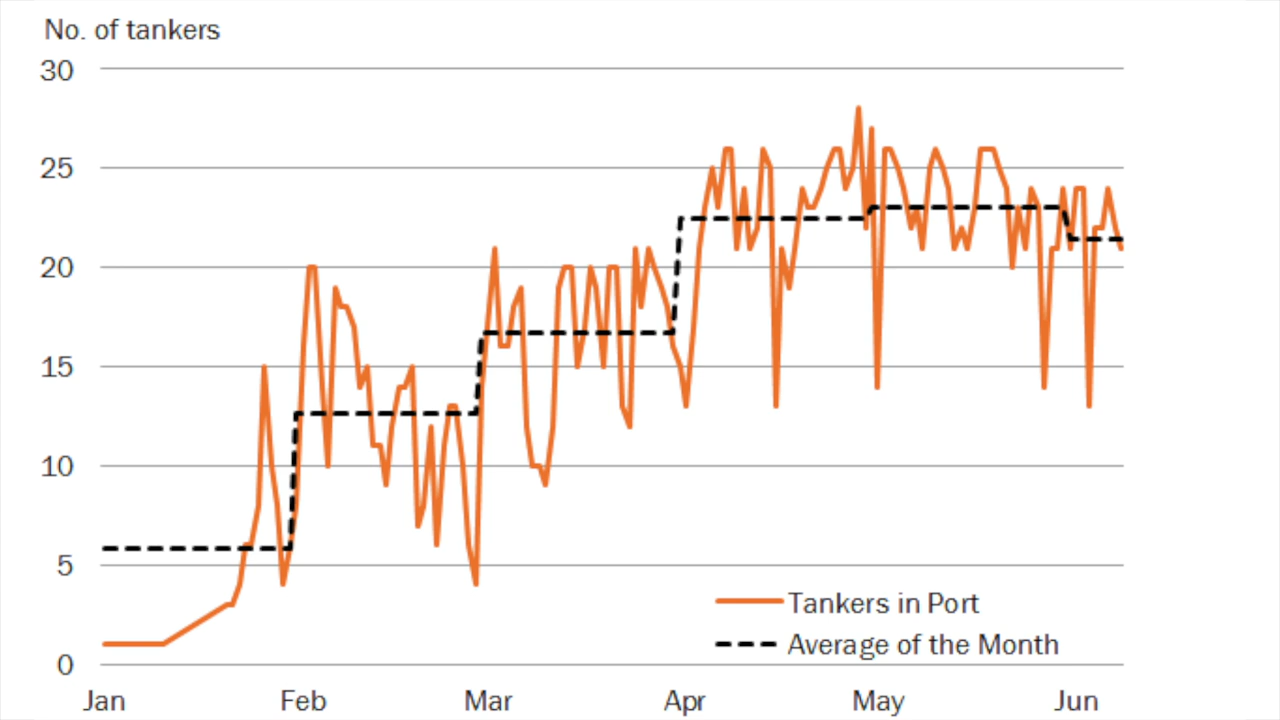 No. of tankers
30
25
20
15
10
5
0
Jan Feb Mar Apr May Jun
Tankers in Port
Average of the Month